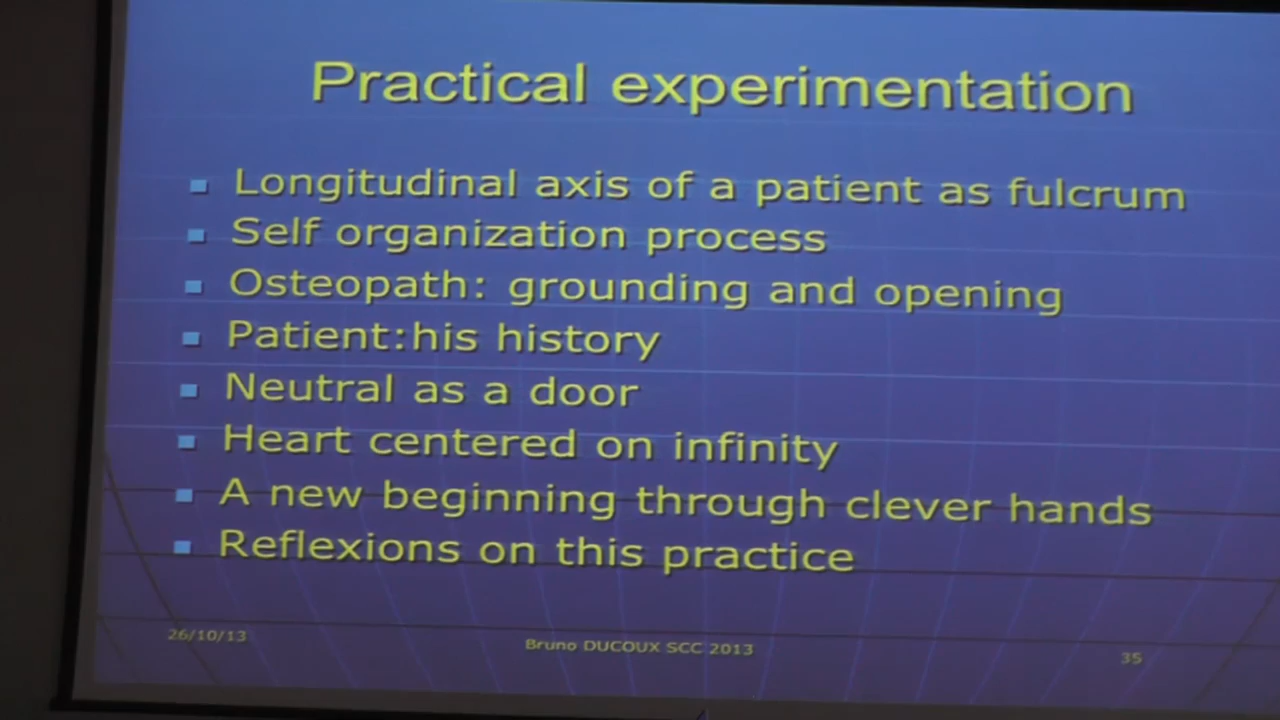 Practical experimentation
Longitudinal axis of a patient as fulcrum
Self organization process
Osteopath: grounding and opening
Patient:his history
Neutral as a door
Heart centered on infinity
A new beginning through clever hands
Reflexions on this practice
26/10/13
Bruno DUCOUX SCC 2013
35